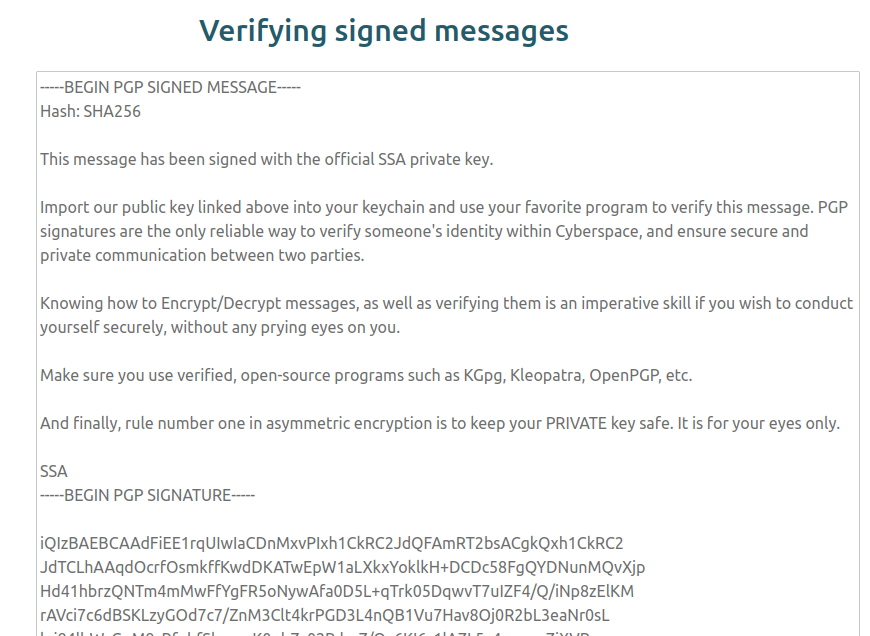 Verifying signed messages
-----BEGIN PGP SIGNED MESSAGE-----
Hash: SHA256
This message has been signed with the official SSA private key.
Import our public key linked above into your keychain and use your favorite program to verify this message. PGP
signatures are the only reliable way to verify someone's identity within Cyberspace, and ensure secure and
private communication between two parties.
Knowing how to Encrypt/Decrypt messages, as well as verifying them is an imperative skill if you wish to conduct
yourself securely, without any prying eyes on you.
Make sure you use verified, open-source programs such as KGpg, Kleopatra, OpenPGP, etc.
And finally, rule number one in asymmetric encryption is to keep your PRIVATE key safe. It is for your eyes only.
SSA
-----BEGIN PGP SIGNATURE-----
iQIzBAEBCAAdFiEE1rqUIwIaCDnMxvPIxh1CkRC2JdQFAmRT2bsACgkQxh1CkRC2
JdTCLhAAqdOcrfOsmkffKwdDKATwEpW1aLXkxYoklkH+DCDc58FgQYDNunMQvXjp
Hd41hbrzQNTm4mMwFfYgFR5oNywAfa0D5L+qTrk05DqwvT7uIZF4/Q/iNp8zElKM
rAVci7c6dBSKLzyGOd7c7/ZnM3Clt4krPGD3L4nQB1Vu7Hav8Oj0R2bL3eaNr0sL